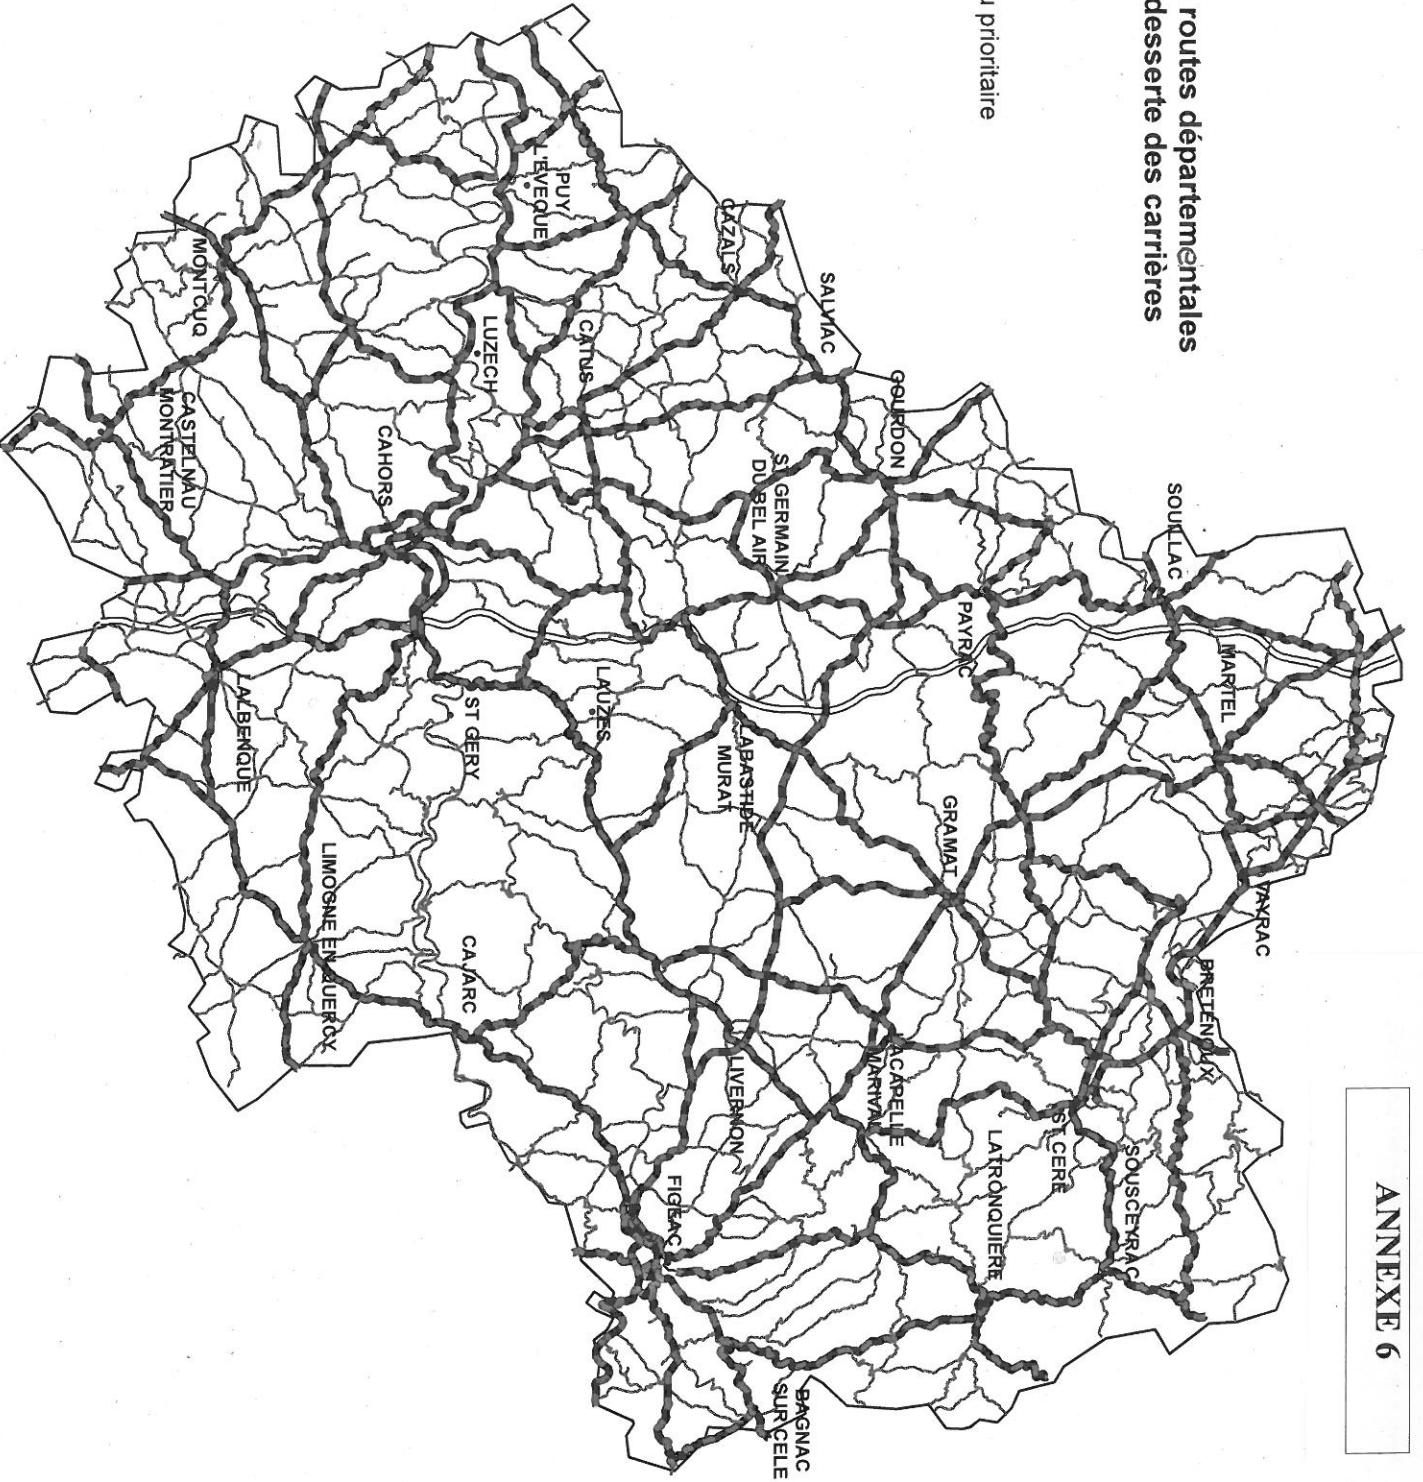 ANNEXE 6
routes départementales
desserte des carrières
prioritaire
SOUILLAC
MARTEL
VAYRAC
BRETENOUX
SOUSCEYRAC
ST CERE
LATRONQUIERE
PAYRAC
GRAMAT
GOURDON
SALVIAC
CAZALS
ST GERMAIN
DU BEL AIR
LABASTIDE
MURAT
LACAPELLE
MARIVAL
LIVERNON
BAGNAC
SUR CELE
FIGEAC
LAUZES
CATUS
PUY
L'EVEQUE
LUZECH
ST GERY
CAJARC
CAHORS
LIMOGNE EN QUERCY
LALBENQUE
MONTCUQ
CASTELNAU
MONTRATIER